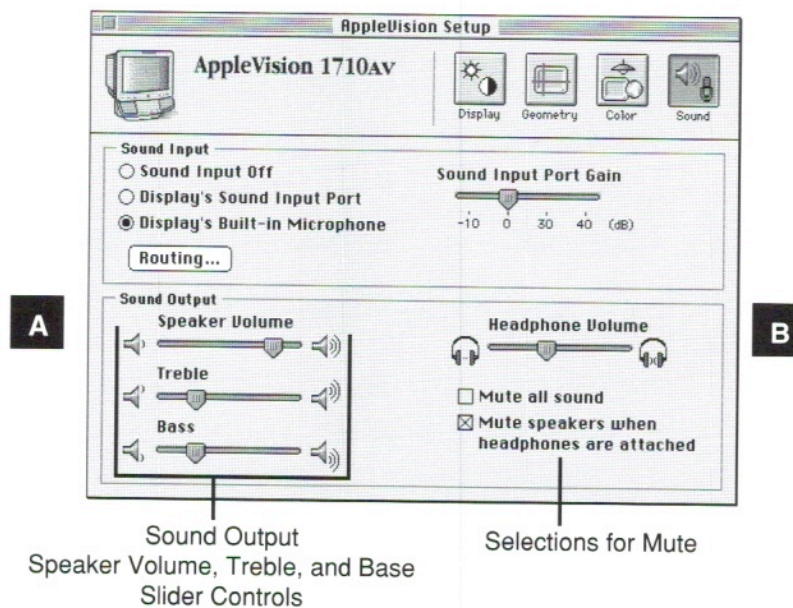 AppleVision Setup
AppleVision 1710AV
Display
Geometry
Color
Sound
Sound Input
Sound Input Off
Display's Sound Input Port
Display's Built-in Microphone
Routing...
Sound Input Port Gain
-10 0 30 40 (dB)
A
Sound Output
Speaker Volume
Treble
Bass
Headphone Volume
Mute all sound
Mute speakers when
headphones are attached
B
Sound Output
Speaker Volume, Treble, and Base
Slider Controls
Selections for Mute